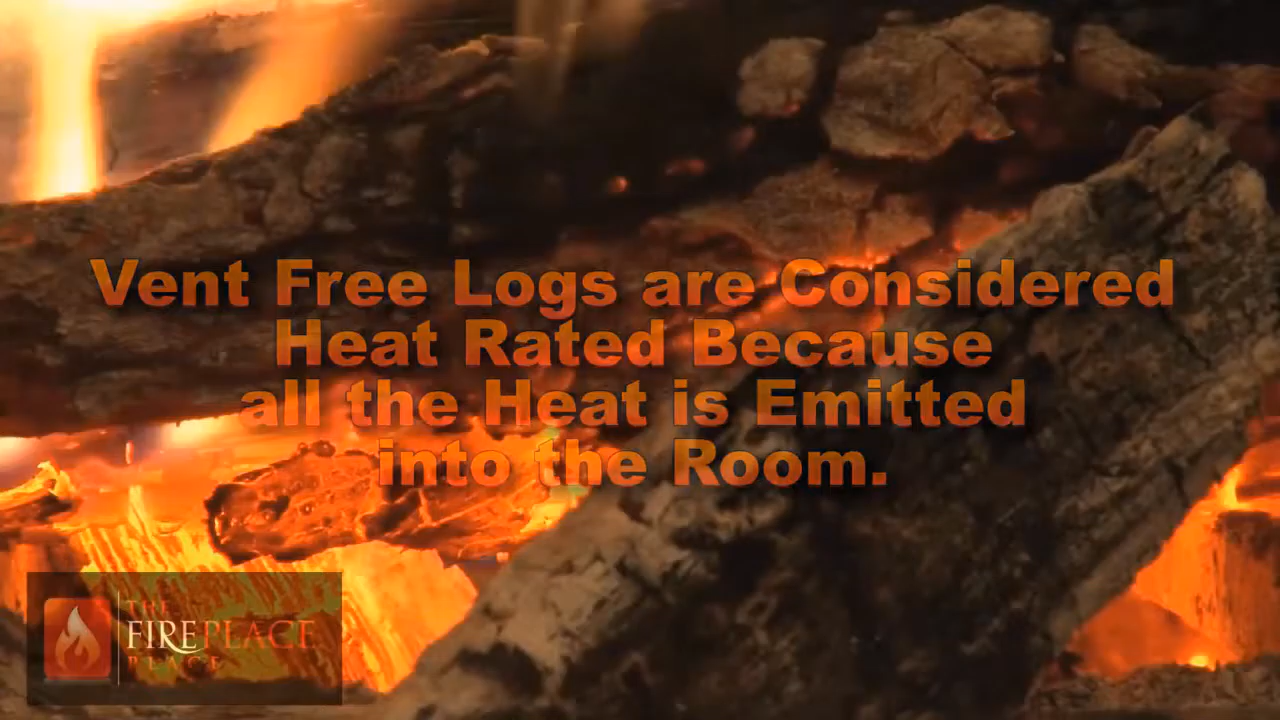 Vent Free Logs are Considered
Heat Rated Because
all the Heat is Emitted
into the Room.
THE
FIREPLACE
PLACE